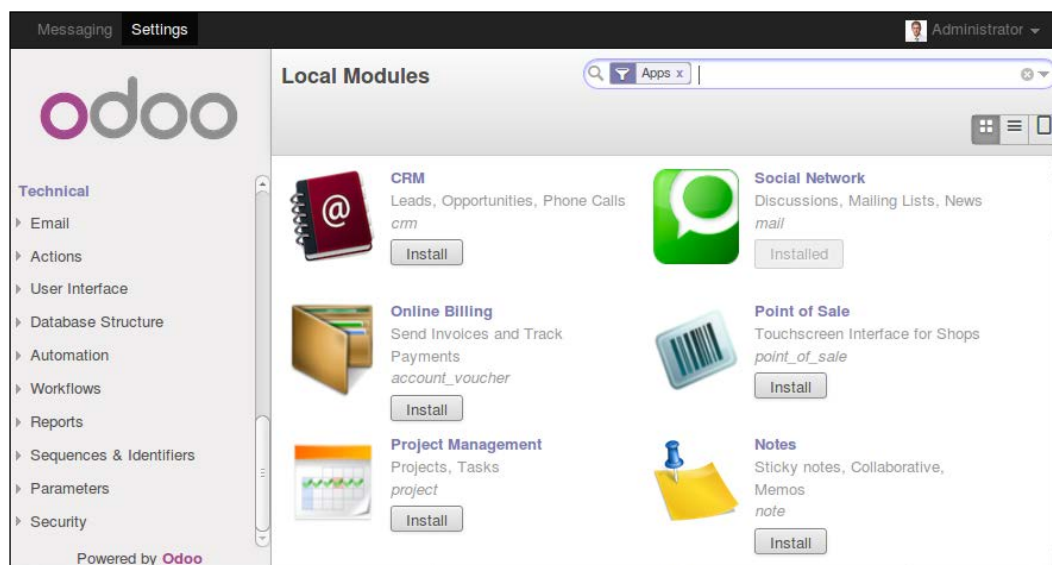 Messaging Settings Administrator
odoo
Technical
Email
Actions
User Interface
Database Structure
Automation
Workflows
Reports
Sequences & Identifiers
Parameters
Security
Powered by Odoo
Local Modules
Apps x
CRM
Leads, Opportunities, Phone Calls
crm
Install
Social Network
Discussions, Mailing Lists, News
mail
Installed
Online Billing
Send Invoices and Track
Payments
account_voucher
Install
Point of Sale
Touchscreen Interface for Shops
point_of_sale
Install
Project Management
Projects, Tasks
project
Install
Notes
Sticky notes, Collaborative,
Memos
note
Install